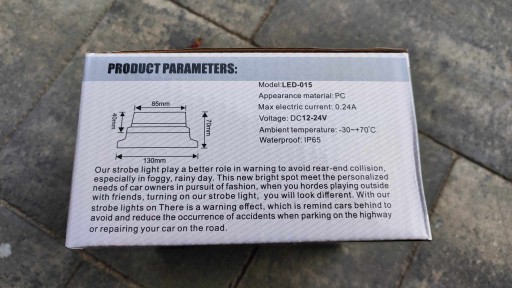 PRODUCT PARAMETERS:
Model:LED-015
Appearance material: PC
Max electric current: 0.24A
Voltage: DC12-24V
Ambient temperature: -30~+70℃
Waterproof: IP65
85mm
40mm
70mm
130mm
Our strobe light play a better role in warning to avoid rear-end collision,
especially in foggy, rainy day. This new bright spot meet the personalized
needs of car owners in pursuit of fashion, when you hordes playing outside
with friends, turning on our strobe light, you will look different. With our
strobe lights on There is a warning effect, which is remind cars behind to
avoid and reduce the occurrence of accidents when parking on the highway
or repairing your car on the road.